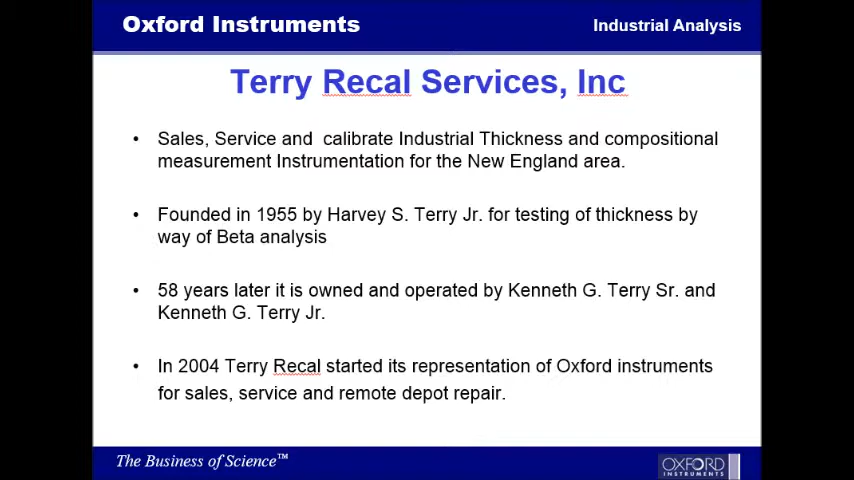 Oxford Instruments
Industrial Analysis
Terry Recal Services, Inc
• Sales, Service and  calibrate Industrial Thickness and compositional
measurement Instrumentation for the New England area.
• Founded in 1955 by Harvey S. Terry Jr. for testing of thickness by
way of Beta analysis
• 58 years later it is owned and operated by Kenneth G. Terry Sr. and
Kenneth G. Terry Jr.
• In 2004 Terry Recal started its representation of Oxford instruments
for sales, service and remote depot repair.
The Business of Science™
OXFORD
INSTRUMENTS